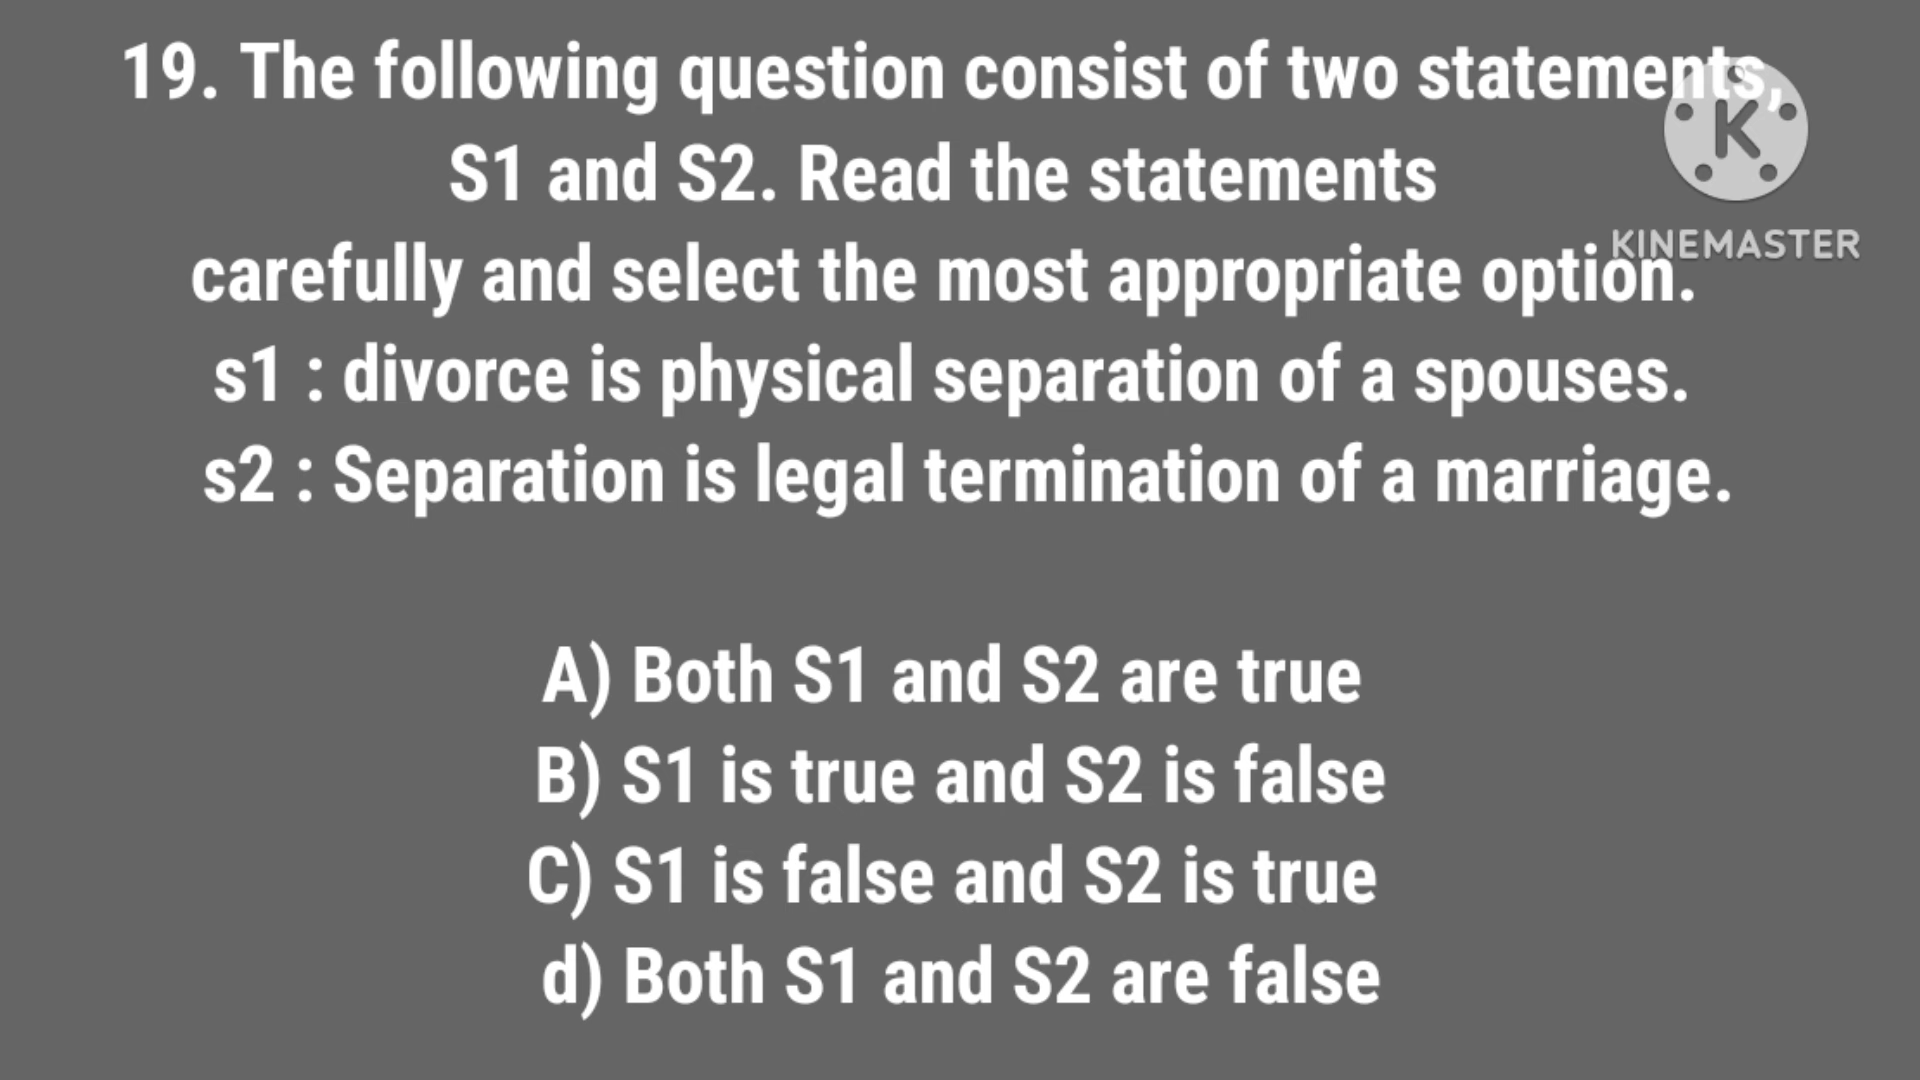 19. The following question consist of two statements,
S1 and S2. Read the statements
carefully and select the most appropriate option.
s1 : divorce is physical separation of a spouses.
s2 : Separation is legal termination of a marriage.
A) Both S1 and S2 are true
B) S1 is true and S2 is false
C) S1 is false and S2 is true
d) Both S1 and S2 are false
K
KINEMASTER